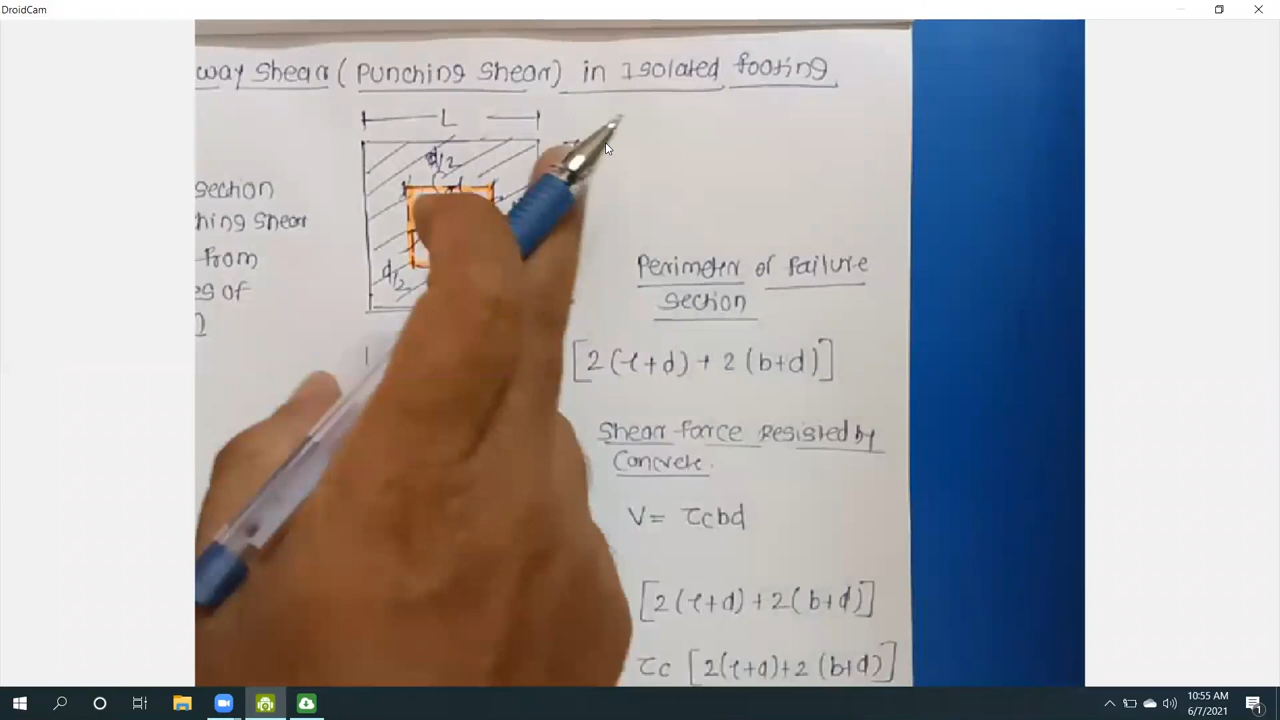 DroidCam
way shear (Punching shear) in Isolated footing
L
d/2
section
hing shear
from
es of
d/2
Perimeter of failure
section
[2(l+d) + 2(b+d)]
Shear force Resisted by
Concrete.
V = τcbd
[2(l+d)+2(b+d)]
τc [2(l+d)+2(b+d)]
10:55 AM
6/7/2021
1